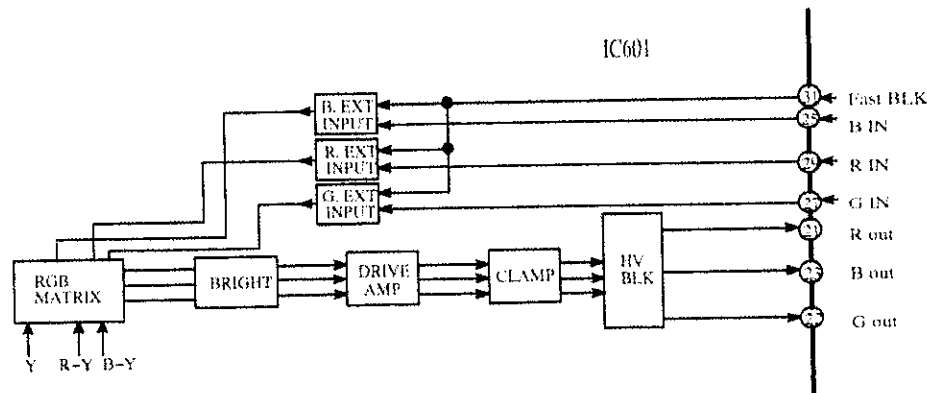 IC601
31 Fast BLK
25 B IN
R IN
G IN
R out
B out
G out
B. EXT
INPUT
R. EXT
INPUT
G. EXT
INPUT
RGB
MATRIX
BRIGHT
DRIVE
AMP
CLAMP
HV
BLK
Y R-Y B-Y